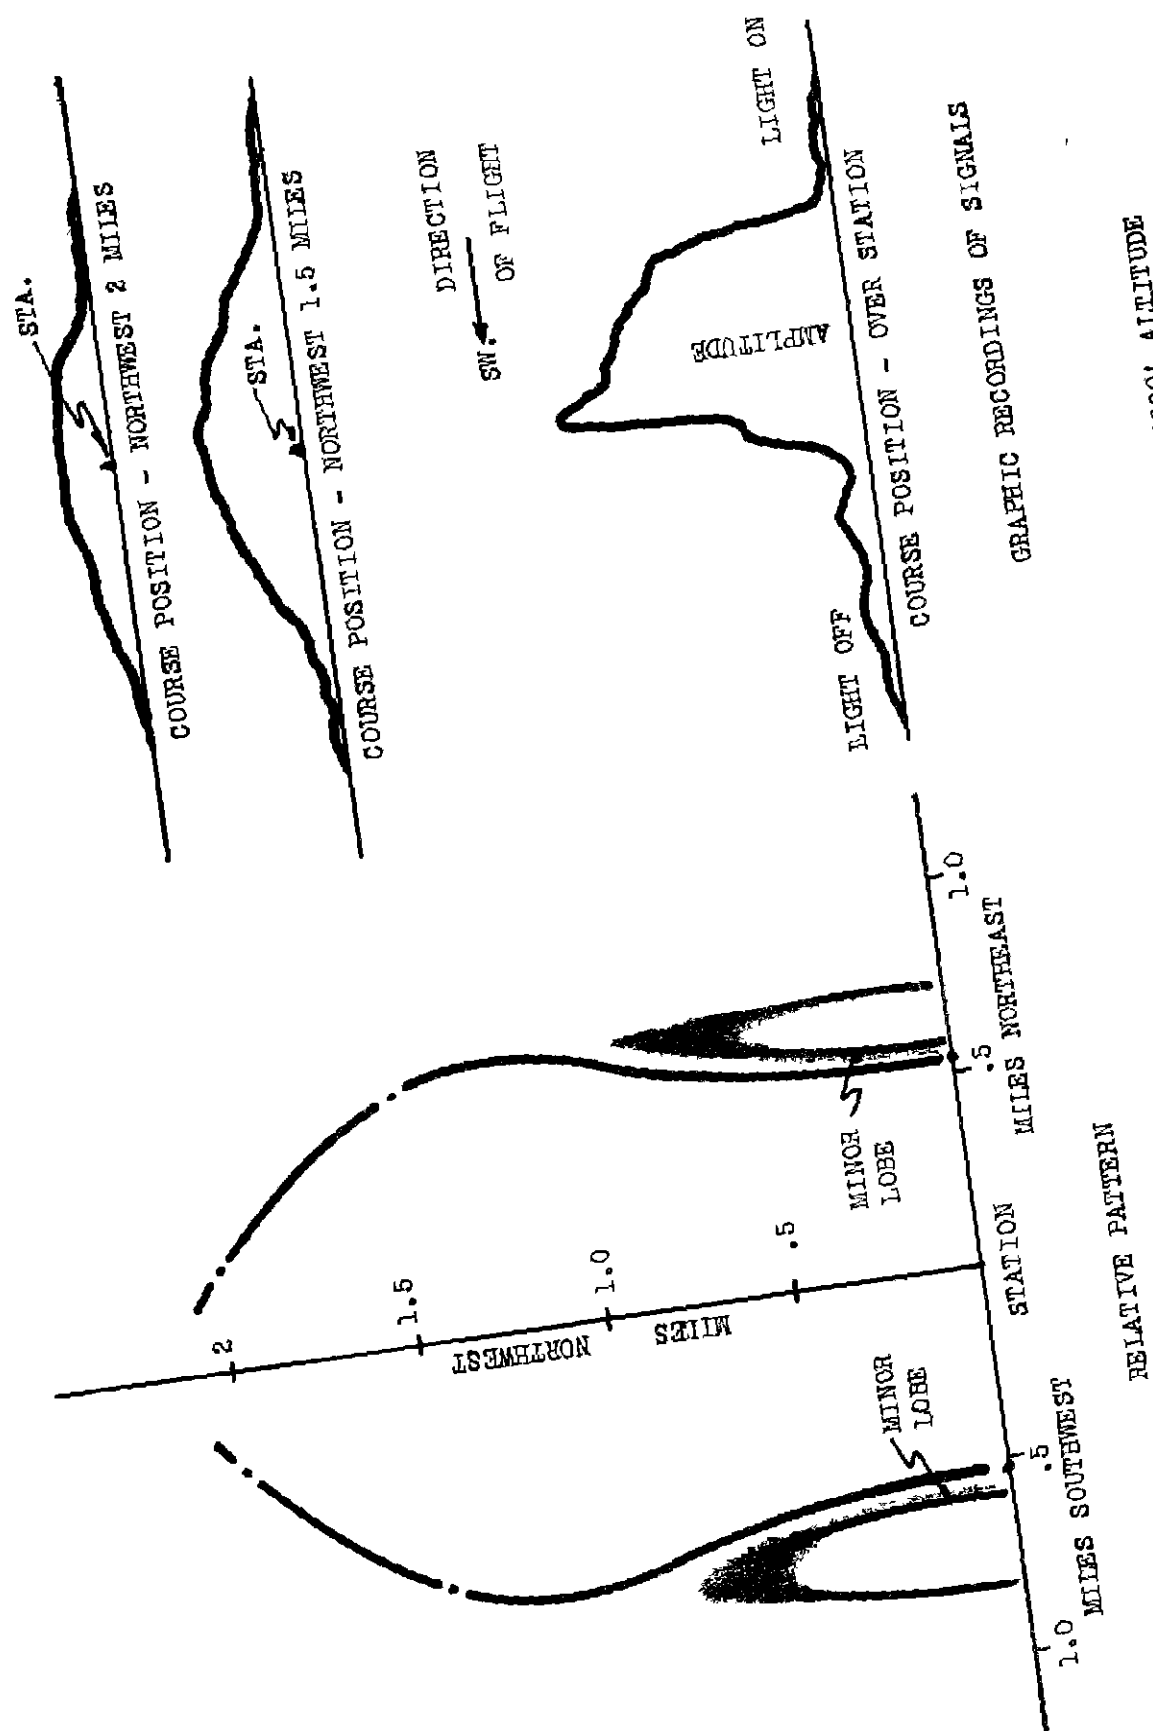 STA.
COURSE POSITION - NORTHWEST 2 MILES
STA.
COURSE POSITION - NORTHWEST 1.5 MILES
DIRECTION
SW.
OF FLIGHT
LIGHT OFF
LIGHT ON
AMPLITUDE
COURSE POSITION - OVER STATION
GRAPHIC RECORDINGS OF SIGNALS
ALTITUDE
2
1.5
NORTHWEST
1.0
MILES
.5
MINOR
LOBE
MINOR
LOBE
1.0
.5
STATION
.5
1.0
MILES SOUTHWEST
MILES NORTHEAST
RELATIVE PATTERN